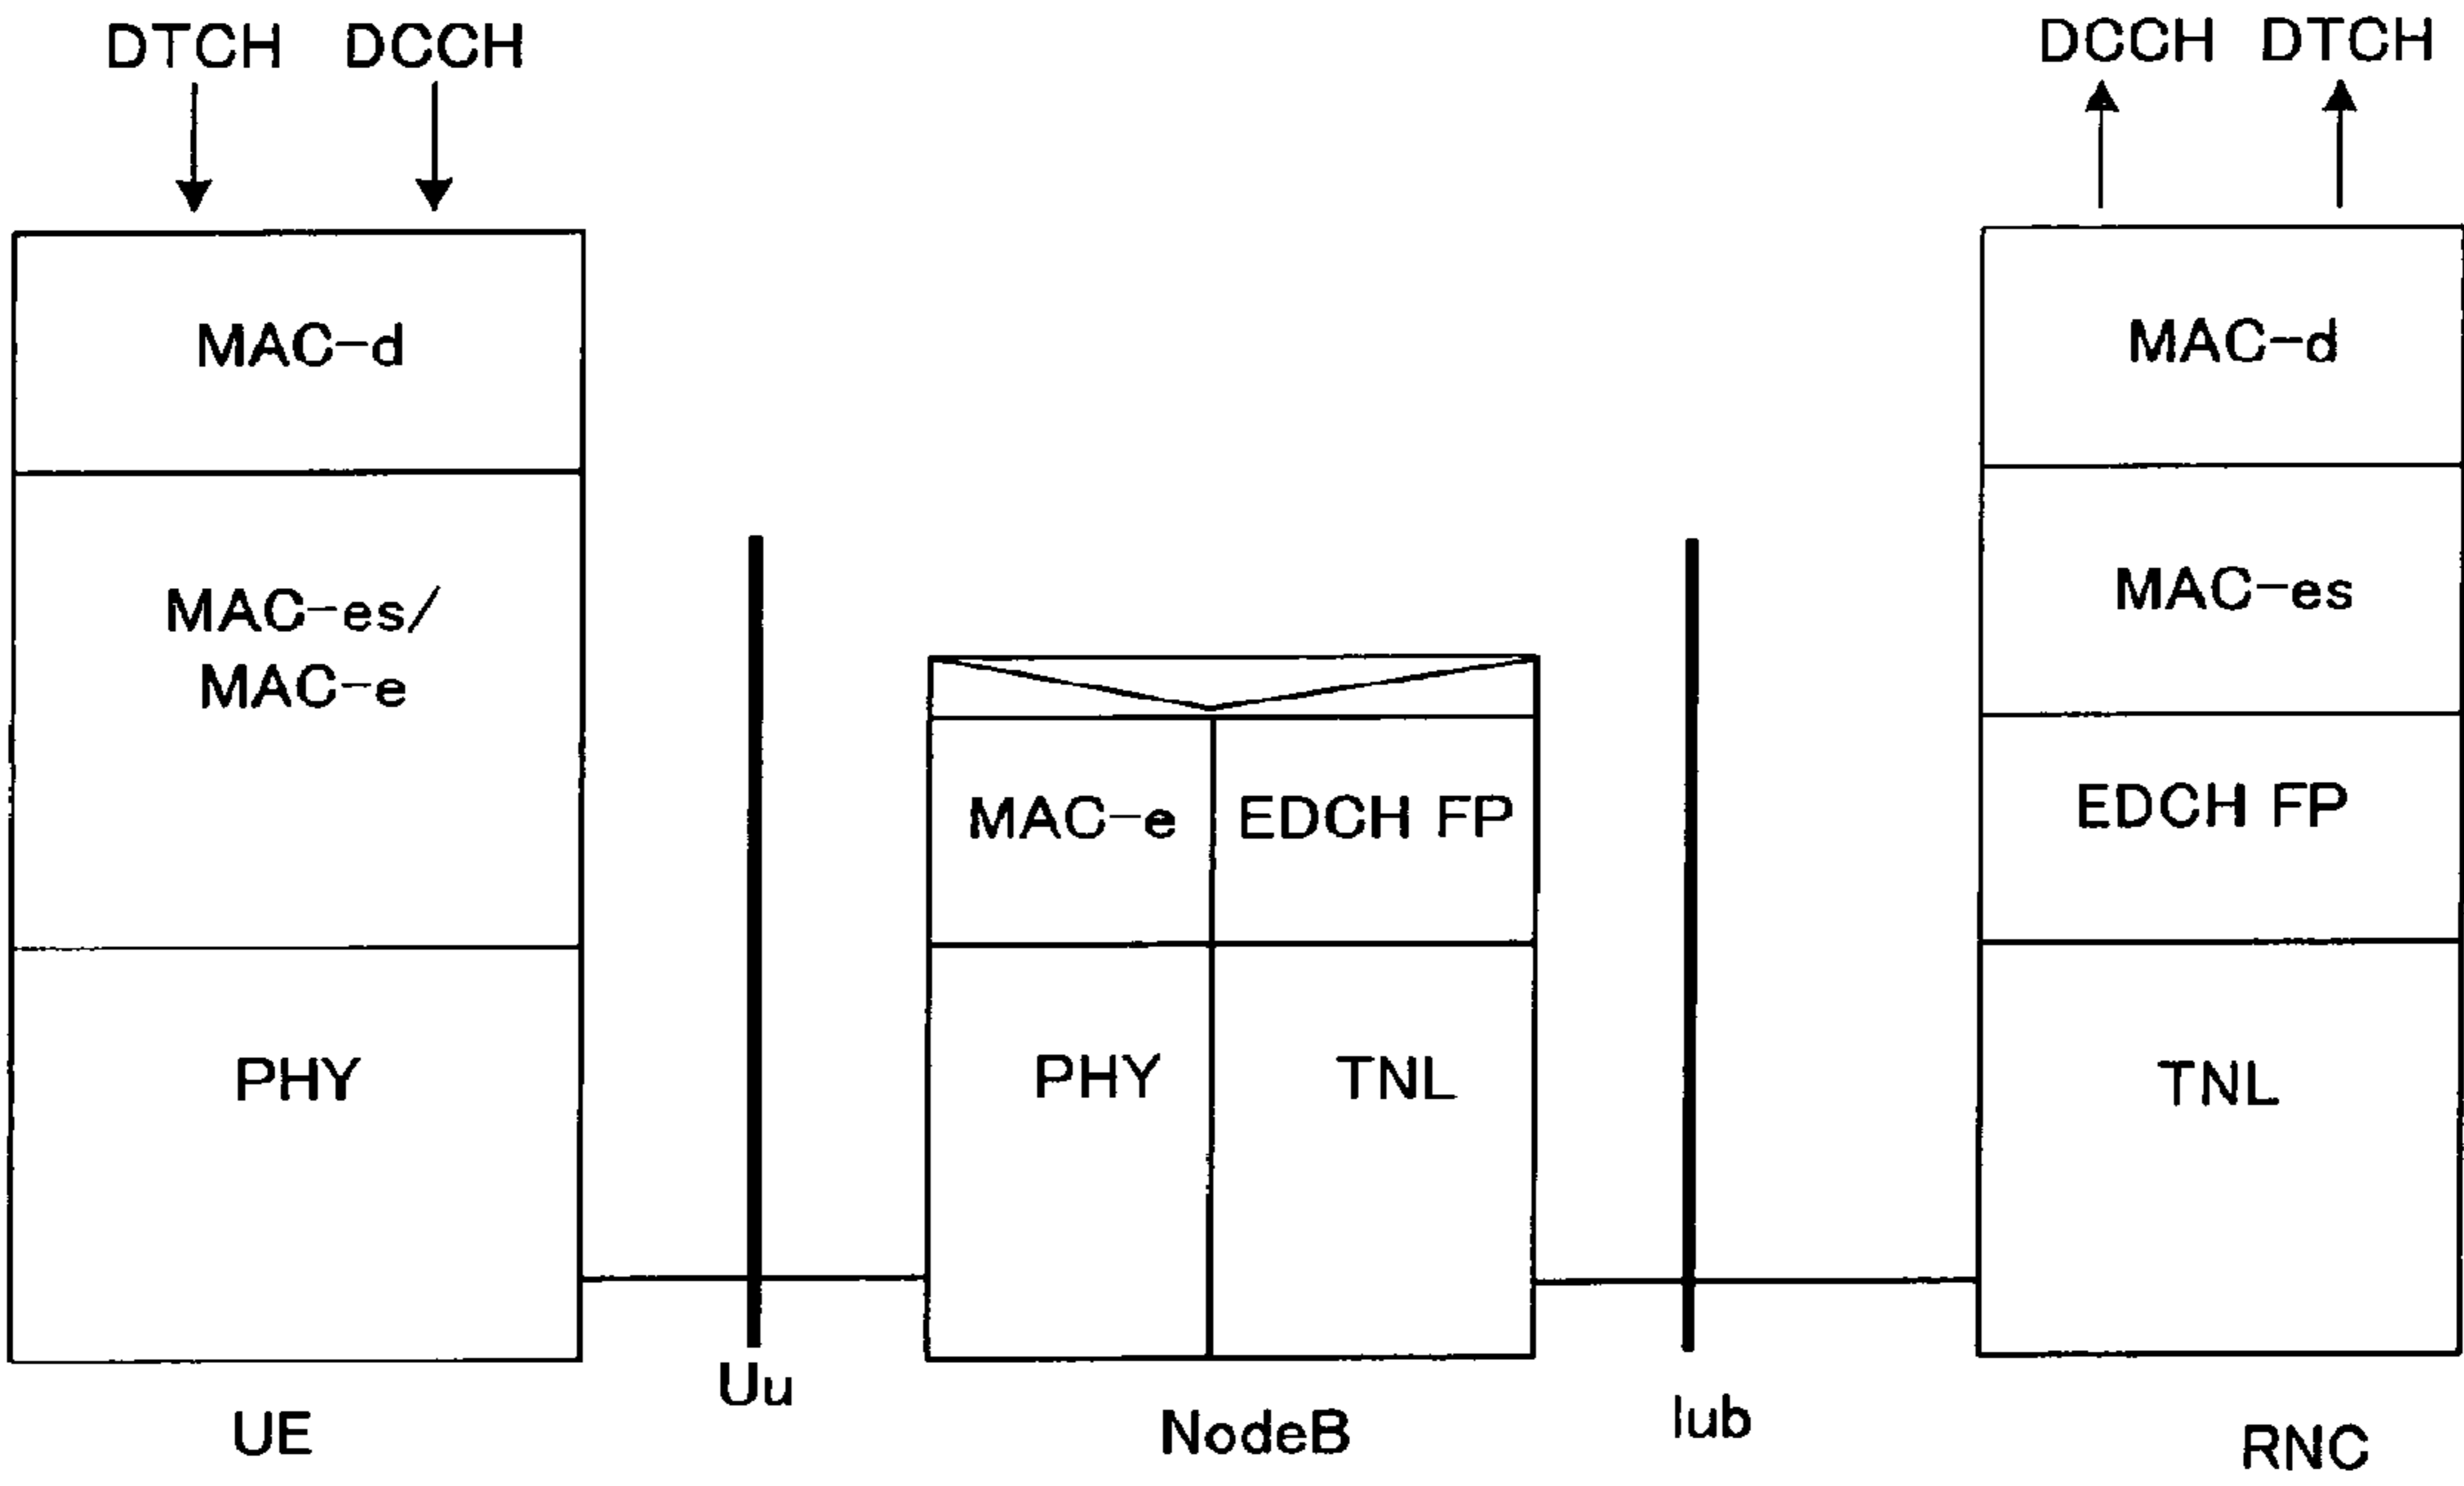 DTCH DCCH
DCCH DTCH
MAC-d
MAC-es/
MAC-e
PHY
UE
Uu
MAC-e EDCH FP
PHY TNL
NodeB
Iub
MAC-d
MAC-es
EDCH FP
TNL
RNC